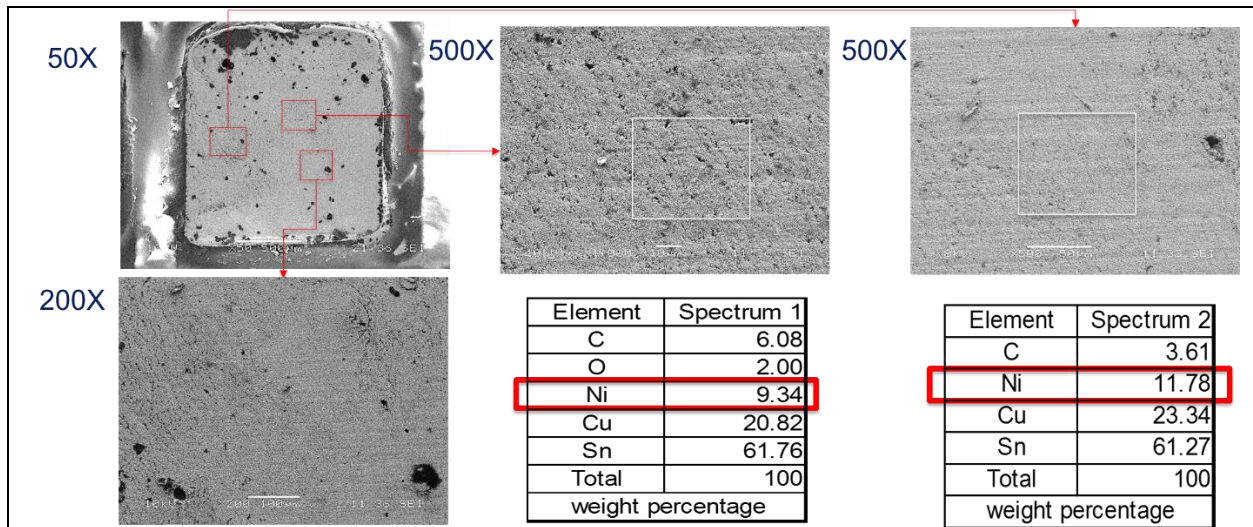 50X
500X
500X
200X
Element Spectrum 1
C 6.08
O 2.00
Ni 9.34
Cu 20.82
Sn 61.76
Total 100
weight percentage
Element Spectrum 2
C 3.61
Ni 11.78
Cu 23.34
Sn 61.27
Total 100
weight percentage